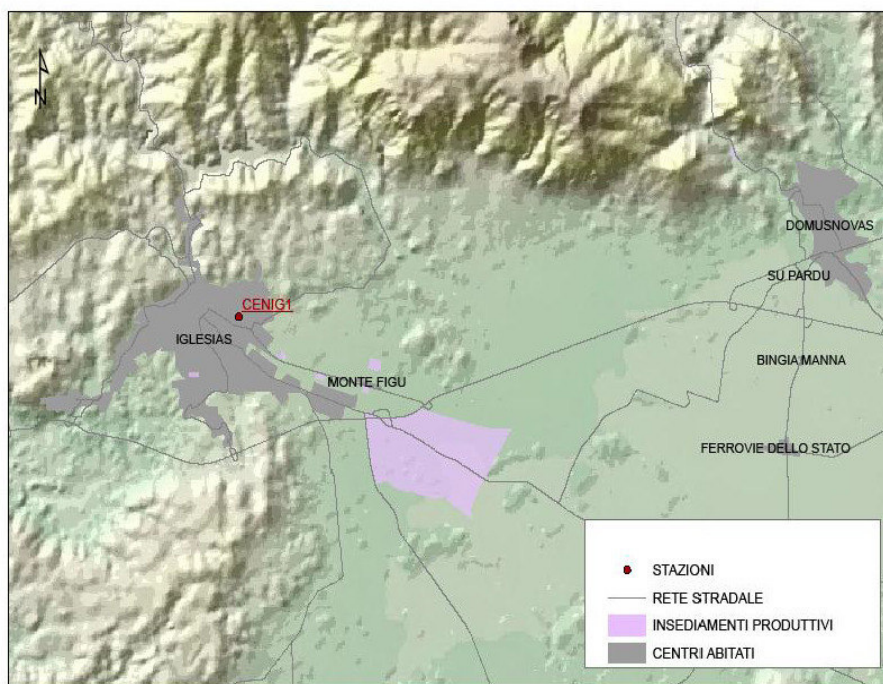 N
DOMUSNOVAS
SU PARDU
CENIG1
IGLESIAS
BINGIA MANNA
MONTE FIGU
FERROVIE DELLO STATO
STAZIONI
RETE STRADALE
INSEDIAMENTI PRODUTTIVI
CENTRI ABITATI